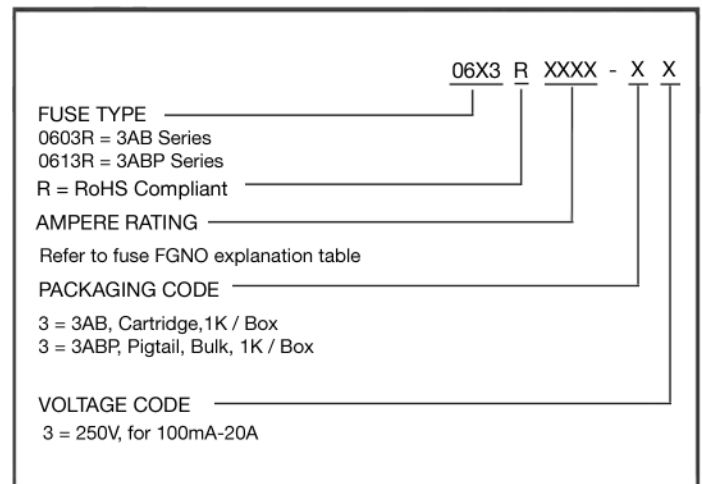 06X3 R XXXX - X X
FUSE TYPE
0603R = 3AB Series
0613R = 3ABP Series
R = RoHS Compliant
AMPERE RATING
Refer to fuse FGNO explanation table
PACKAGING CODE
3 = 3AB, Cartridge,1K / Box
3 = 3ABP, Pigtail, Bulk, 1K / Box
VOLTAGE CODE
3 = 250V, for 100mA-20A